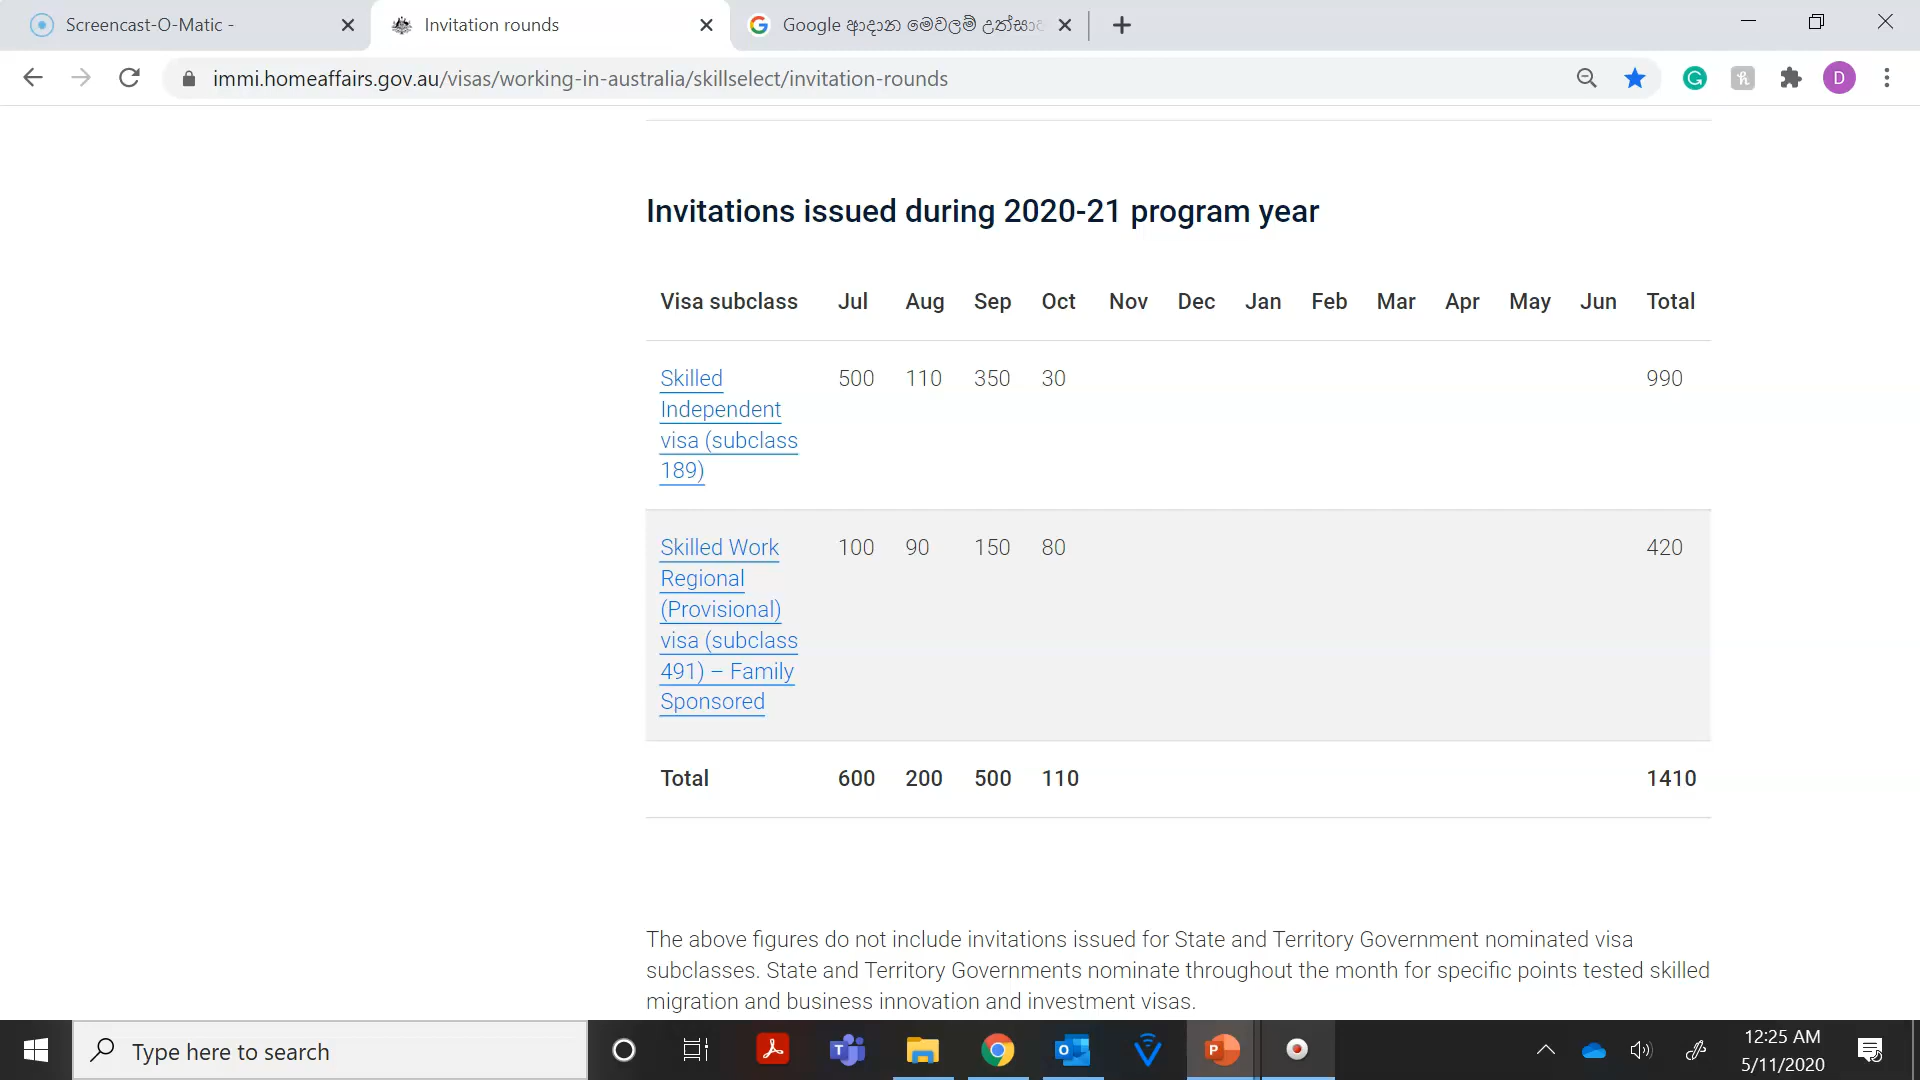 Screencast-O-Matic -
Invitation rounds
Google ආදාන මෙවලම් උත්සාහ
immi.homeaffairs.gov.au/visas/working-in-australia/skillselect/invitation-rounds
D
Invitations issued during 2020-21 program year
Visa subclass Jul Aug Sep Oct Nov Dec Jan Feb Mar Apr May Jun Total
Skilled 500 110 350 30 990
Independent
visa (subclass
189)
Skilled Work 100 90 150 80 420
Regional
(Provisional)
visa (subclass
491) – Family
Sponsored
Total 600 200 500 110 1410
The above figures do not include invitations issued for State and Territory Government nominated visa
subclasses. State and Territory Governments nominate throughout the month for specific points tested skilled
migration and business innovation and investment visas.
Type here to search
12:25 AM
5/11/2020